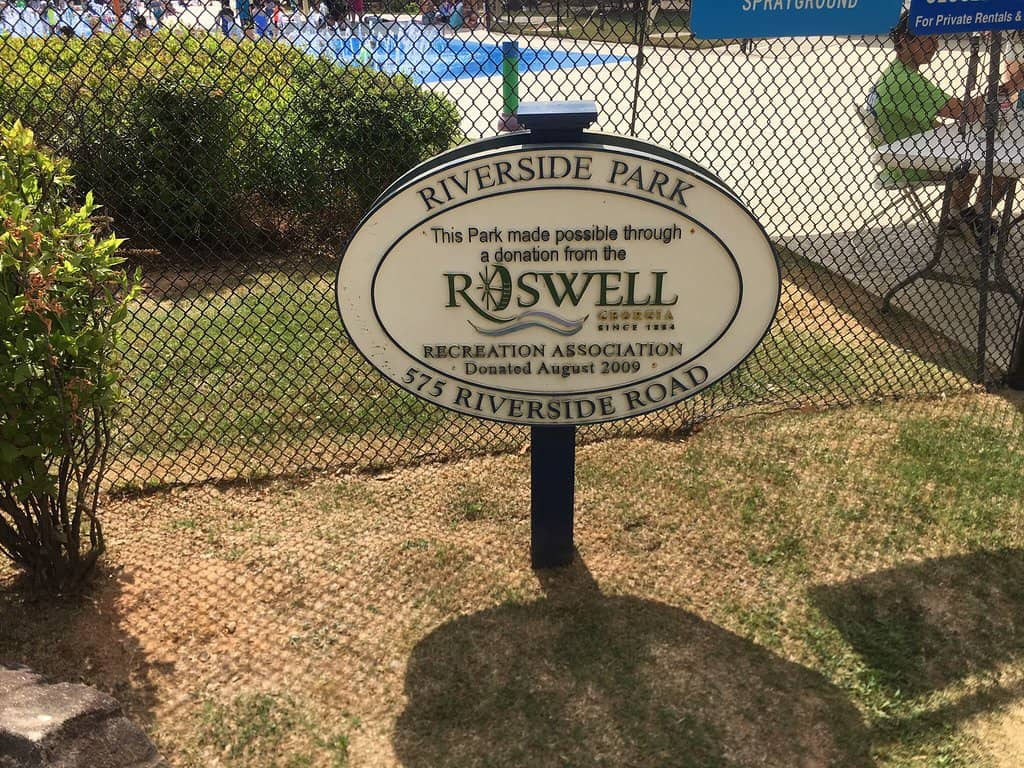 SPRAYGROUND
For Private Rentals &
RIVERSIDE PARK
This Park made possible through
a donation from the
ROSWELL
GEORGIA
SINCE 1854
RECREATION ASSOCIATION
Donated August 2009
575 RIVERSIDE ROAD